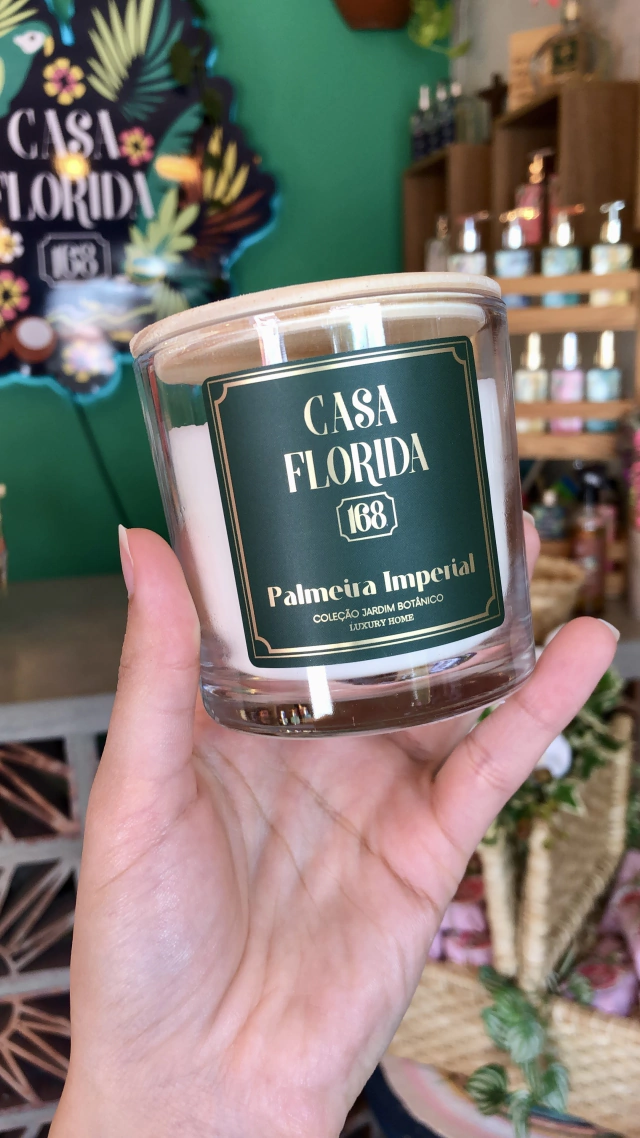 CASA
FLORIDA
168
CASA
FLORIDA
168
Palmeira Imperial
COLEÇÃO JARDIM BOTÂNICO
LUXURY HOME